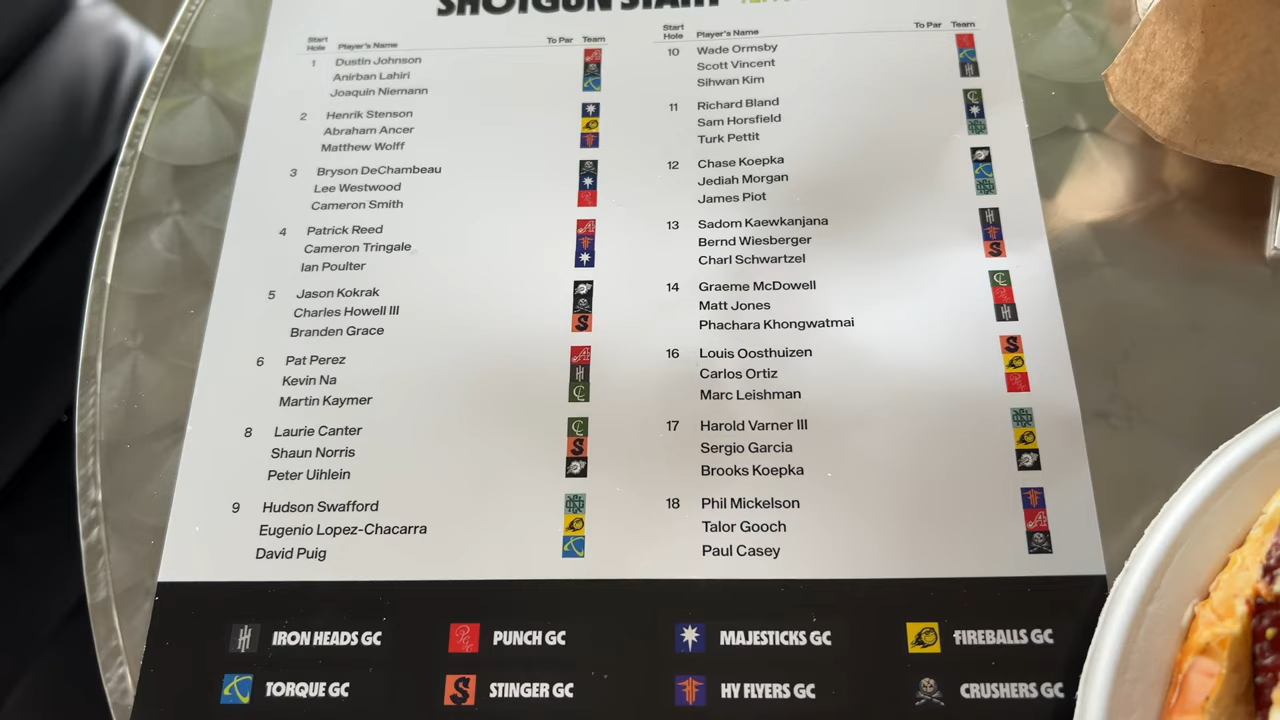 SHOTGUN START
Start Hole Player's Name To Par Team
1 Dustin Johnson
Anirban Lahiri
Joaquin Niemann
2 Henrik Stenson
Abraham Ancer
Matthew Wolff
3 Bryson DeChambeau
Lee Westwood
Cameron Smith
4 Patrick Reed
Cameron Tringale
Ian Poulter
5 Jason Kokrak
Charles Howell III
Branden Grace
6 Pat Perez
Kevin Na
Martin Kaymer
8 Laurie Canter
Shaun Norris
Peter Uihlein
9 Hudson Swafford
Eugenio Lopez-Chacarra
David Puig
Start Hole Player's Name To Par Team
10 Wade Ormsby
Scott Vincent
Sihwan Kim
11 Richard Bland
Sam Horsfield
Turk Pettit
12 Chase Koepka
Jediah Morgan
James Piot
13 Sadom Kaewkanjana
Bernd Wiesberger
Charl Schwartzel
14 Graeme McDowell
Matt Jones
Phachara Khongwatmai
16 Louis Oosthuizen
Carlos Ortiz
Marc Leishman
17 Harold Varner III
Sergio Garcia
Brooks Koepka
18 Phil Mickelson
Talor Gooch
Paul Casey
IRON HEADS GC PUNCH GC MAJESTICKS GC FIREBALLS GC
TORQUE GC STINGER GC HY FLYERS GC CRUSHERS GC